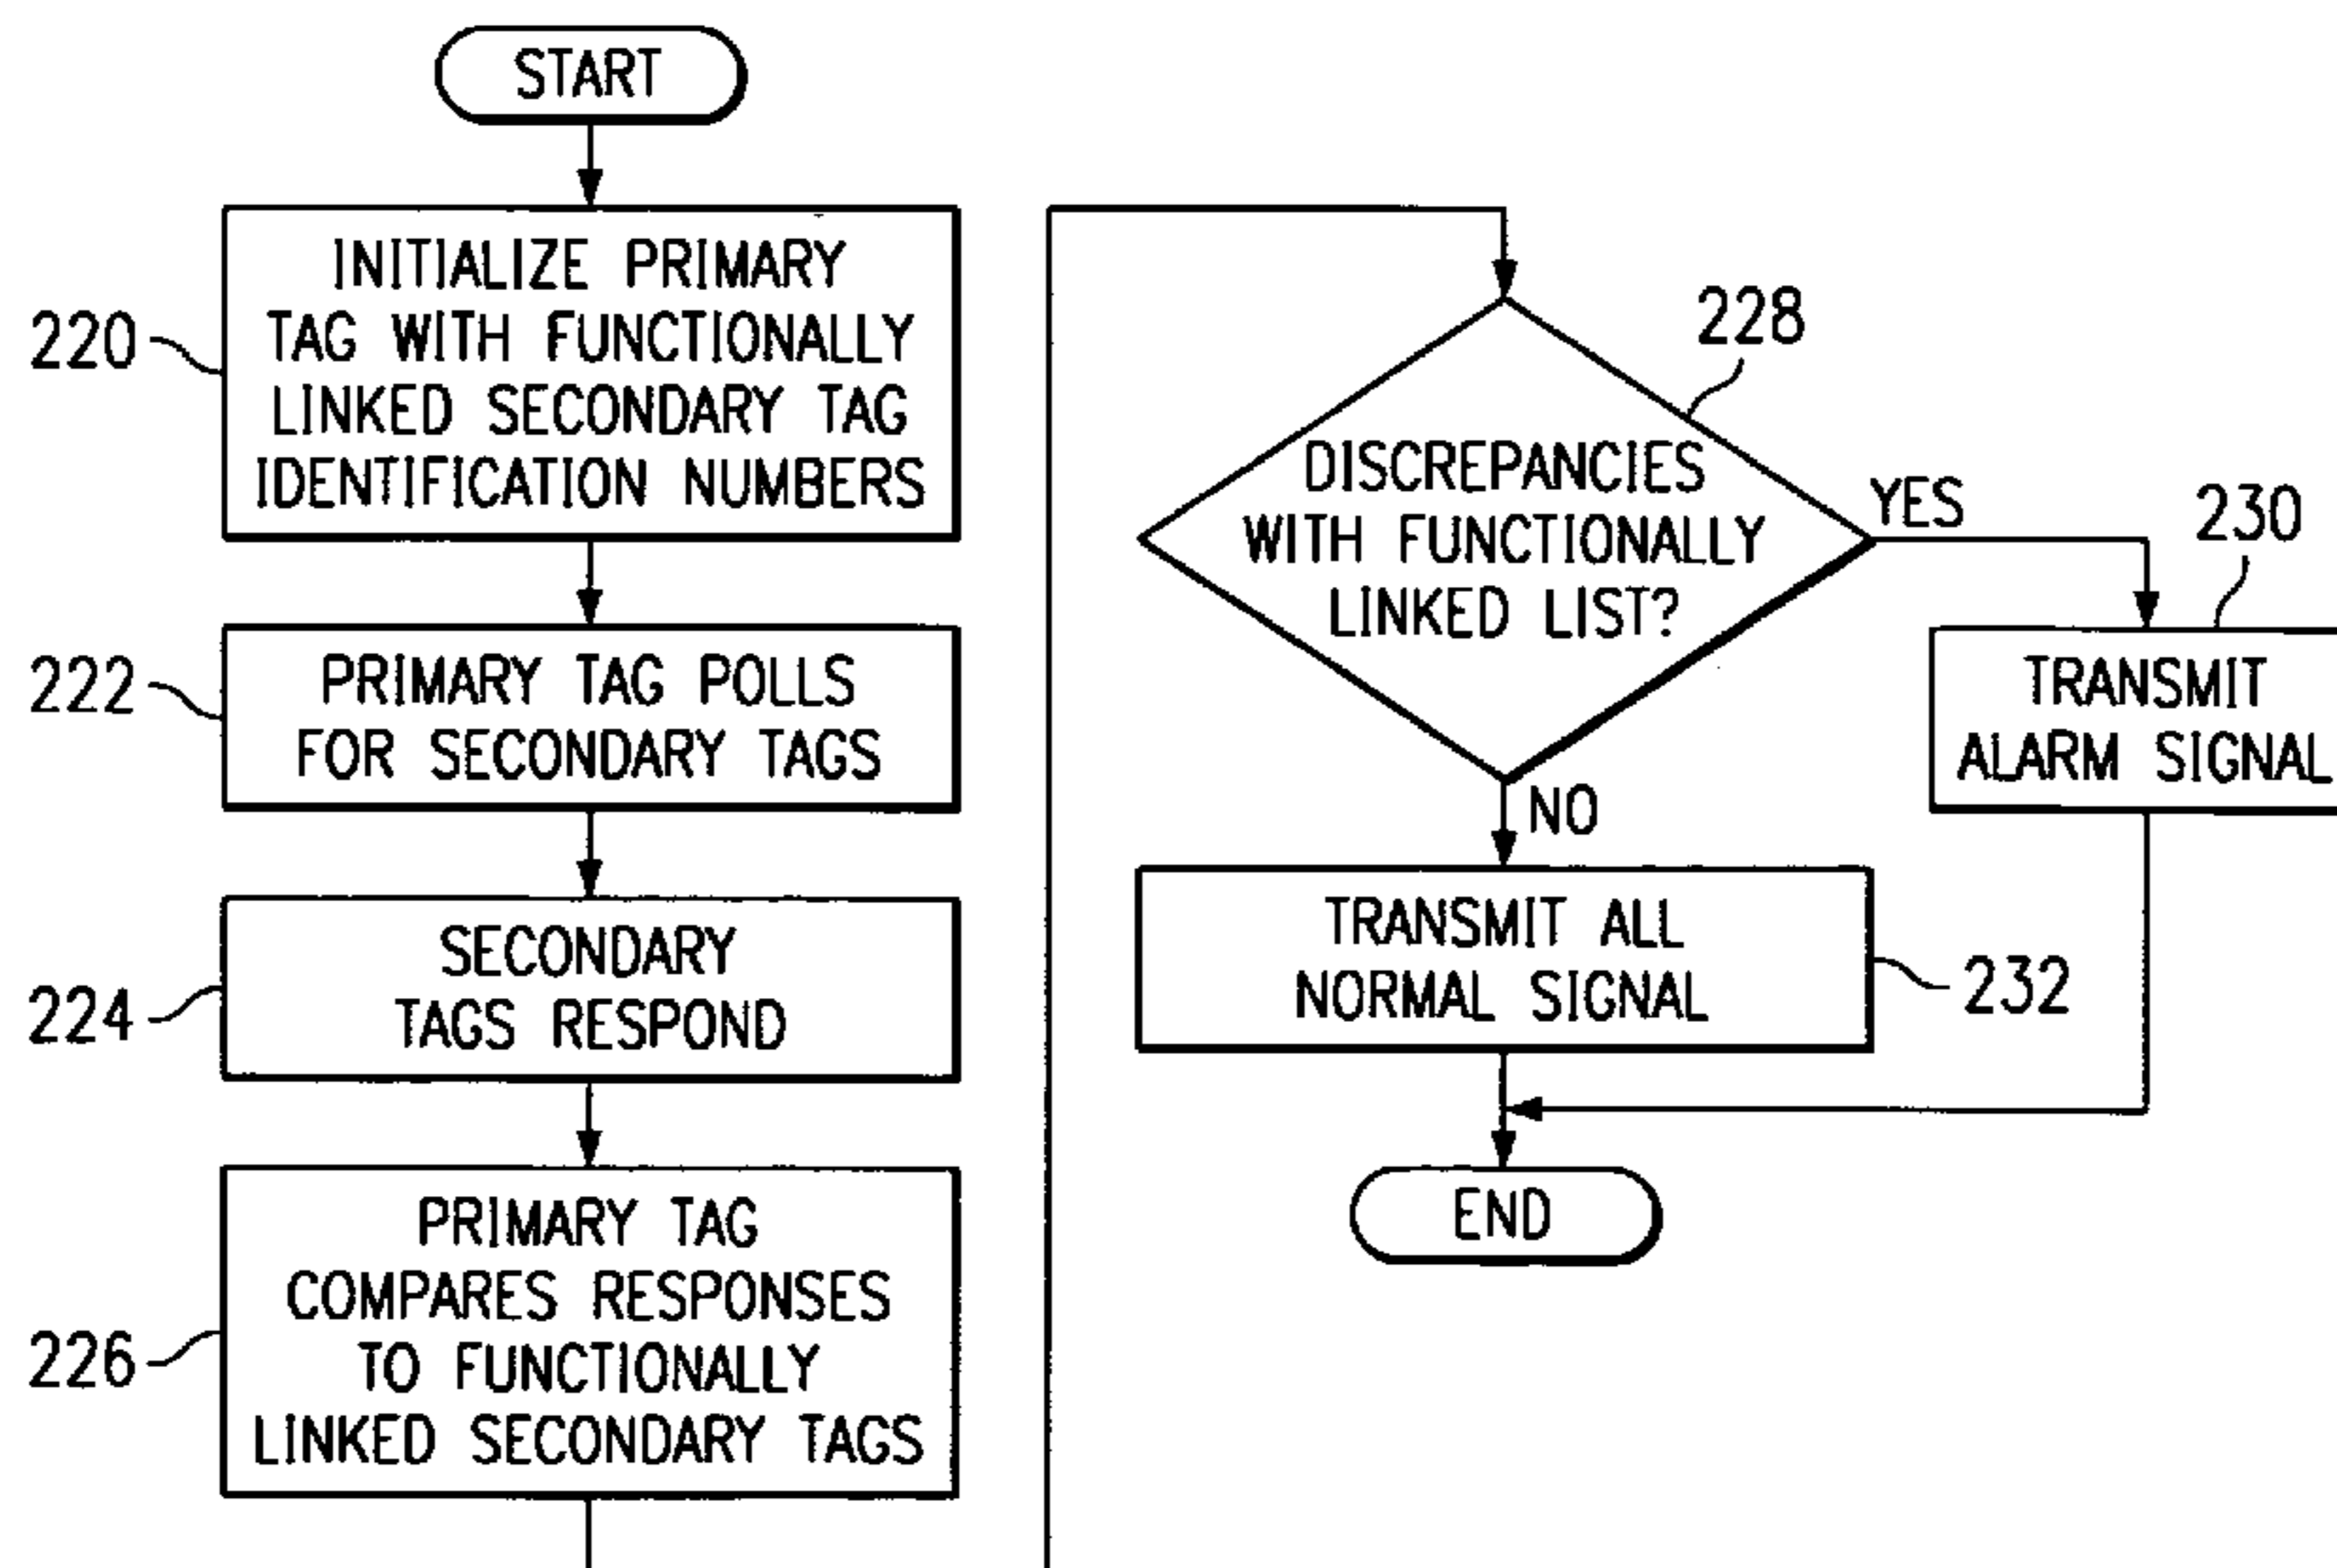 START
220
INITIALIZE PRIMARY
TAG WITH FUNCTIONALLY
LINKED SECONDARY TAG
IDENTIFICATION NUMBERS
222
PRIMARY TAG POLLS
FOR SECONDARY TAGS
224
SECONDARY
TAGS RESPOND
226
PRIMARY TAG
COMPARES RESPONSES
TO FUNCTIONALLY
LINKED SECONDARY TAGS
228
DISCREPANCIES
WITH FUNCTIONALLY
LINKED LIST?
YES
230
TRANSMIT
ALARM SIGNAL
NO
TRANSMIT ALL
NORMAL SIGNAL
232
END